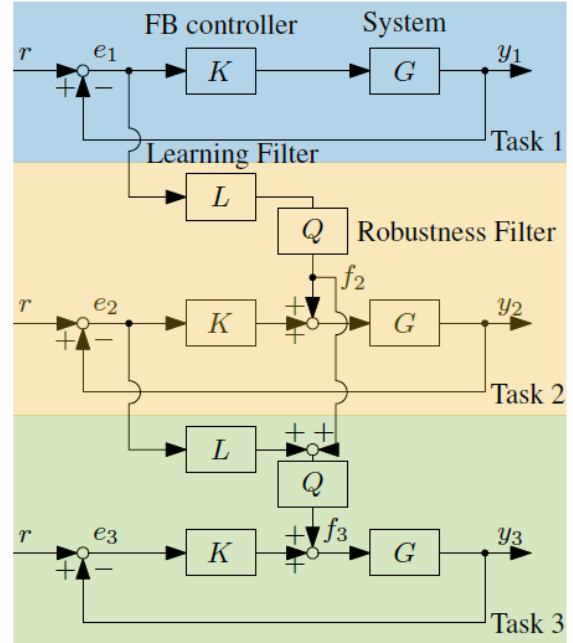 FB controller System
r e₁ K G y₁
+ −
Task 1
Learning Filter
L
Q Robustness Filter
f₂
r e₂ K + + G y₂
+ −
Task 2
L + +
Q
f₃
r e₃ K + + G y₃
+ −
Task 3